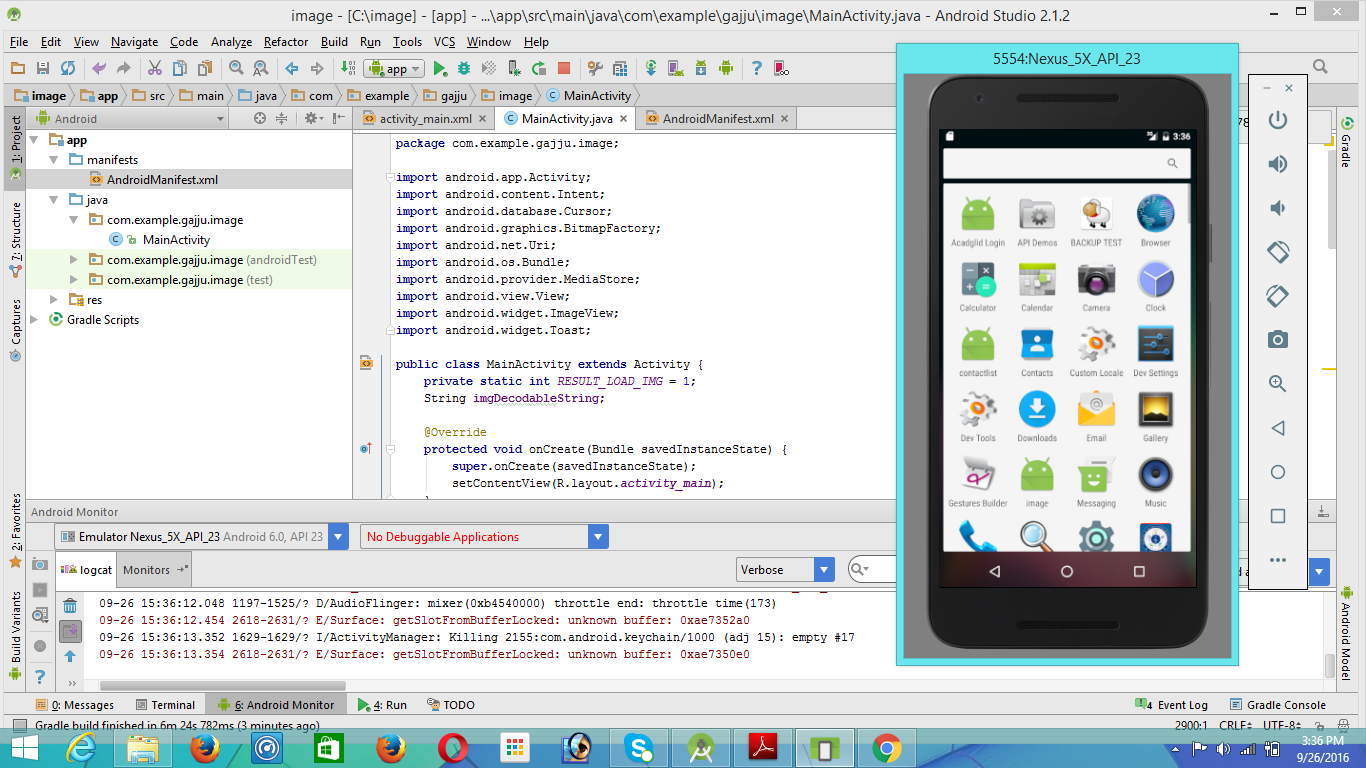 image - [C:\image] - [app] - ...\app\src\main\java\com\example\gajju\image\MainActivity.java - Android Studio 2.1.2
File Edit View Navigate Code Analyze Refactor Build Run Tools VCS Window Help
app
image app src main java com example gajju image MainActivity
Android
activity_main.xml MainActivity.java AndroidManifest.xml
1: Project
7: Structure
Captures
2: Favorites
Build Variants
app
manifests
AndroidManifest.xml
java
com.example.gajju.image
MainActivity
com.example.gajju.image (androidTest)
com.example.gajju.image (test)
res
Gradle Scripts
package com.example.gajju.image;
import android.app.Activity;
import android.content.Intent;
import android.database.Cursor;
import android.graphics.BitmapFactory;
import android.net.Uri;
import android.os.Bundle;
import android.provider.MediaStore;
import android.view.View;
import android.widget.ImageView;
import android.widget.Toast;
public class MainActivity extends Activity {
private static int RESULT_LOAD_IMG = 1;
String imgDecodableString;
@Override
protected void onCreate(Bundle savedInstanceState) {
super.onCreate(savedInstanceState);
setContentView(R.layout.activity_main);
5554:Nexus_5X_API_23
3:36
Acadglid Login API Demos BACKUP TEST Browser
Calculator Calendar Camera Clock
contactlist Contacts Custom Locale Dev Settings
Dev Tools Downloads Email Gallery
Gestures Builder image Messaging Music
78
Gradle
Android Model
Android Monitor
Emulator Nexus_5X_API_23 Android 6.0, API 23 No Debuggable Applications
logcat Monitors Verbose
09-26 15:36:12.048 1197-1525/? D/AudioFlinger: mixer(0xb4540000) throttle end: throttle time(173)
09-26 15:36:12.454 2618-2631/? E/Surface: getSlotFromBufferLocked: unknown buffer: 0xae7352a0
09-26 15:36:13.352 1629-1629/? I/ActivityManager: Killing 2155:com.android.keychain/1000 (adj 15): empty #17
09-26 15:36:13.354 2618-2631/? E/Surface: getSlotFromBufferLocked: unknown buffer: 0xae7350e0
0: Messages Terminal 6: Android Monitor 4: Run TODO 4 Event Log Gradle Console
Gradle build finished in 6m 24s 782ms (3 minutes ago) 2900:1 CRLF UTF-8
3:36 PM
9/26/2016